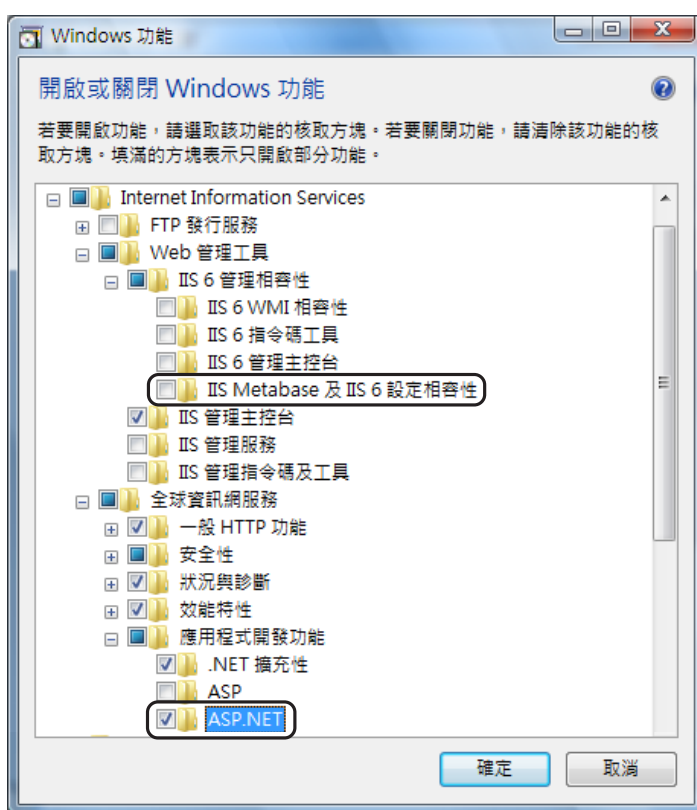 Windows 功能
開啟或關閉 Windows 功能
若要開啟功能，請選取該功能的核取方塊。若要關閉功能，請清除該功能的核
取方塊。填滿的方塊表示只開啟部分功能。
Internet Information Services
FTP 發行服務
Web 管理工具
IIS 6 管理相容性
IIS 6 WMI 相容性
IIS 6 指令碼工具
IIS 6 管理主控台
IIS Metabase 及 IIS 6 設定相容性
IIS 管理主控台
IIS 管理服務
IIS 管理指令碼及工具
全球資訊網服務
一般 HTTP 功能
安全性
狀況與診斷
效能特性
應用程式開發功能
.NET 擴充性
ASP
ASP.NET
確定
取消